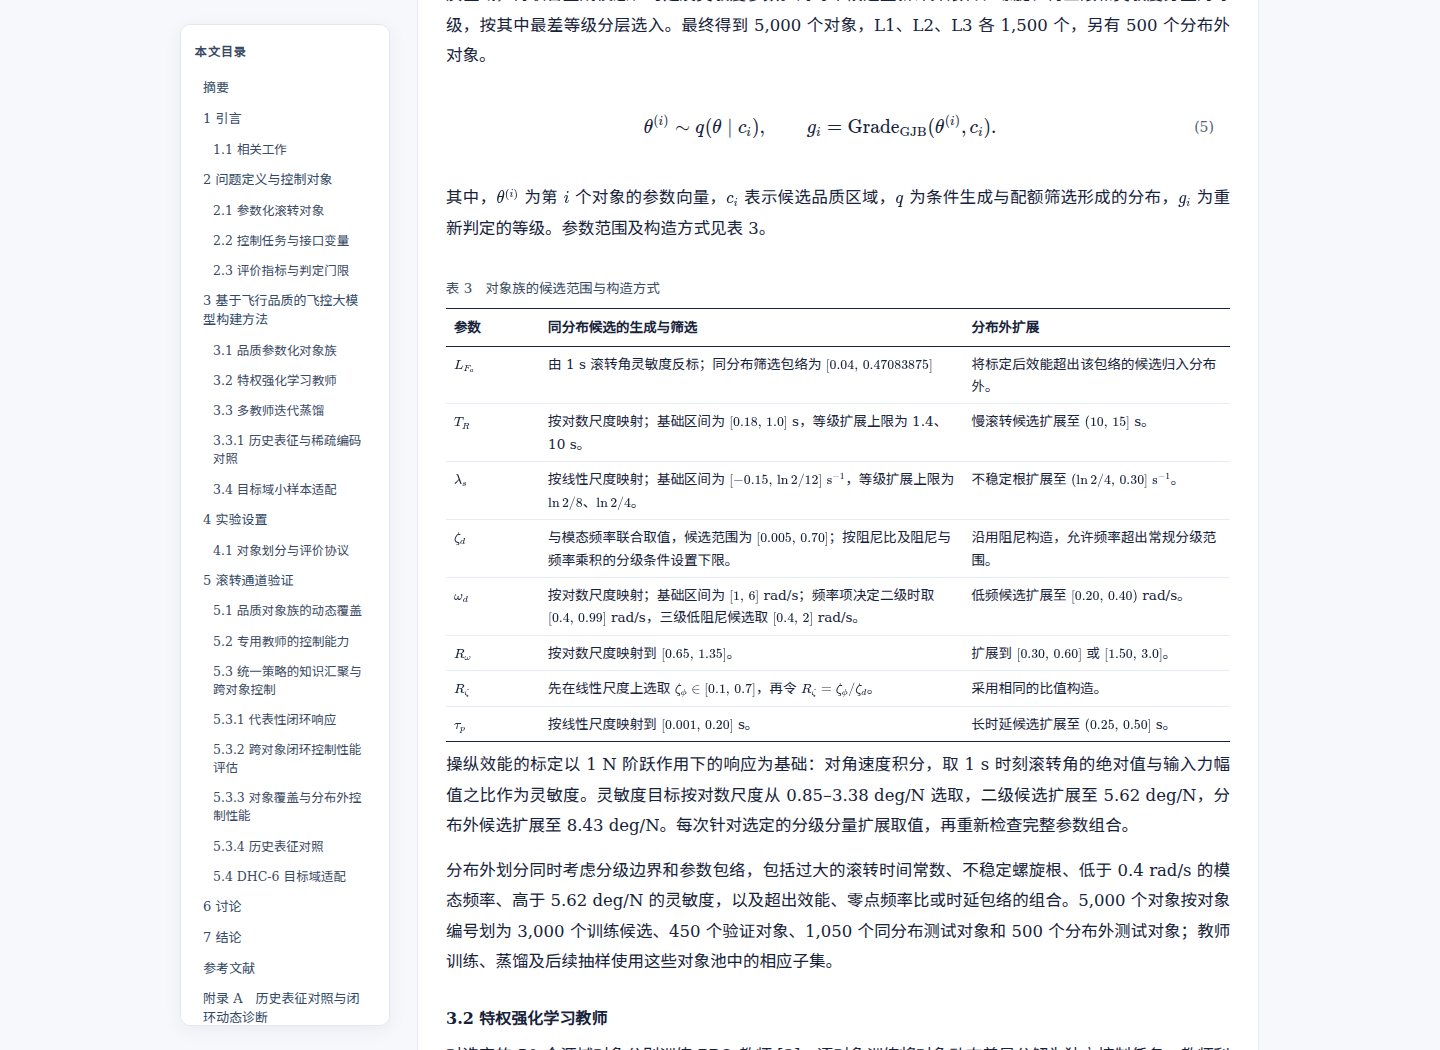 本文目录
摘要
1 引言
1.1 相关工作
2 问题定义与控制对象
2.1 参数化滚转对象
2.2 控制任务与接口变量
2.3 评价指标与判定门限
3 基于飞行品质的飞控大模
型构建方法
3.1 品质参数化对象族
3.2 特权强化学习教师
3.3 多教师迭代蒸馏
3.3.1 历史表征与稀疏编码
对照
3.4 目标域小样本适配
4 实验设置
4.1 对象划分与评价协议
5 滚转通道验证
5.1 品质对象族的动态覆盖
5.2 专用教师的控制能力
5.3 统一策略的知识汇聚与
跨对象控制
5.3.1 代表性闭环响应
5.3.2 跨对象闭环控制性能
评估
5.3.3 对象覆盖与分布外控
制性能
5.3.4 历史表征对照
5.4 DHC-6 目标域适配
6 讨论
7 结论
参考文献
附录 A 历史表征对照与闭
环动态诊断
级，按其中最差等级分层选入。最终得到 5,000 个对象，L1、L2、L3 各 1,500 个，另有 500 个分布外
对象。
θ^(i) ∼ q(θ | c_i), g_i = Grade_GJB(θ^(i), c_i). (5)
其中，θ^(i) 为第 i 个对象的参数向量，c_i 表示候选品质区域，q 为条件生成与配额筛选形成的分布，g_i 为重
新判定的等级。参数范围及构造方式见表 3。
表 3 对象族的候选范围与构造方式
参数 同分布候选的生成与筛选 分布外扩展
L_{F_a} 由 1 s 滚转角灵敏度反标；同分布筛选包络为 [0.04, 0.47083875] 将标定后效能超出该包络的候选归入分布
外。
T_R 按对数尺度映射；基础区间为 [0.18, 1.0] s，等级扩展上限为 1.4、 慢滚转候选扩展至 (10, 15] s。
10 s。
λ_s 按线性尺度映射；基础区间为 [−0.15, ln 2/12] s⁻¹，等级扩展上限为 不稳定根扩展至 (ln 2/4, 0.30] s⁻¹。
ln 2/8、ln 2/4。
ζ_d 与模态频率联合取值，候选范围为 [0.005, 0.70]；按阻尼比及阻尼与 沿用阻尼构造，允许频率超出常规分级范
频率乘积的分级条件设置下限。 围。
ω_d 按对数尺度映射；基础区间为 [1, 6] rad/s；频率项决定二级时取 低频候选扩展至 [0.20, 0.40) rad/s。
[0.4, 0.99] rad/s，三级低阻尼候选取 [0.4, 2] rad/s。
R_ω 按对数尺度映射到 [0.65, 1.35]。 扩展到 [0.30, 0.60] 或 [1.50, 3.0]。
R_ζ 先在线性尺度上选取 ζ_ϕ ∈ [0.1, 0.7]，再令 R_ζ = ζ_ϕ/ζ_d。 采用相同的比值构造。
τ_p 按线性尺度映射到 [0.001, 0.20] s。 长时延候选扩展至 (0.25, 0.50] s。
操纵效能的标定以 1 N 阶跃作用下的响应为基础：对角速度积分，取 1 s 时刻滚转角的绝对值与输入力幅
值之比作为灵敏度。灵敏度目标按对数尺度从 0.85–3.38 deg/N 选取，二级候选扩展至 5.62 deg/N，分
布外候选扩展至 8.43 deg/N。每次针对选定的分级分量扩展取值，再重新检查完整参数组合。
分布外划分同时考虑分级边界和参数包络，包括过大的滚转时间常数、不稳定螺旋根、低于 0.4 rad/s 的模
态频率、高于 5.62 deg/N 的灵敏度，以及超出效能、零点频率比或时延包络的组合。5,000 个对象按对象
编号划为 3,000 个训练候选、450 个验证对象、1,050 个同分布测试对象和 500 个分布外测试对象；教师
训练、蒸馏及后续抽样使用这些对象池中的相应子集。
3.2 特权强化学习教师